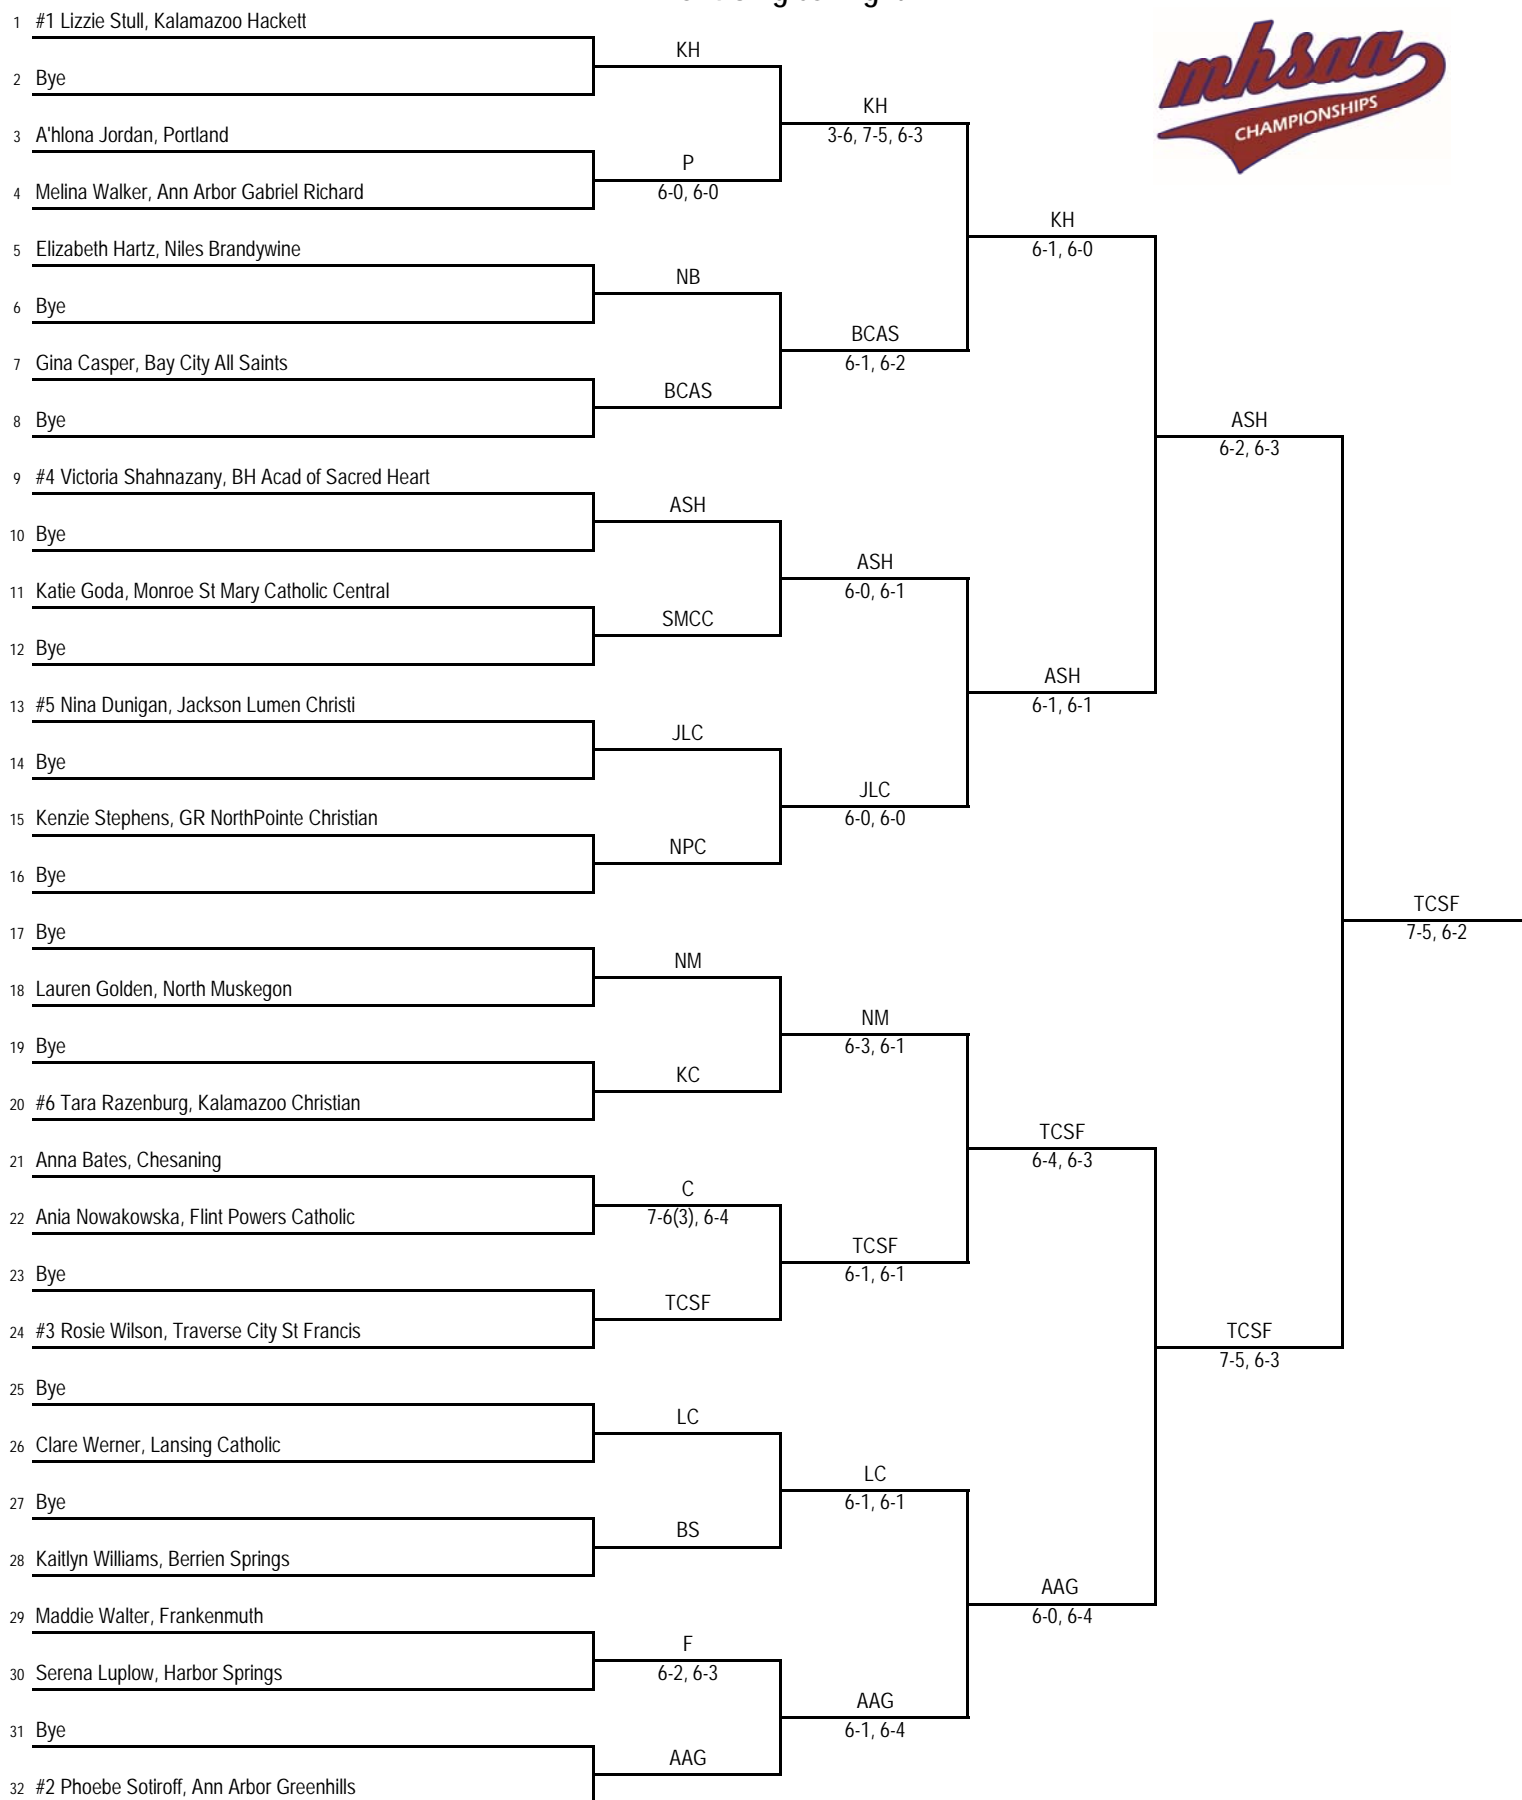 1 #1 Lizzie Stull, Kalamazoo Hackett
KH
2 Bye
KH
3-6, 7-5, 6-3
3 A'hlona Jordan, Portland
P
6-0, 6-0
4 Melina Walker, Ann Arbor Gabriel Richard
KH
6-1, 6-0
5 Elizabeth Hartz, Niles Brandywine
NB
6 Bye
BCAS
6-1, 6-2
7 Gina Casper, Bay City All Saints
BCAS
8 Bye
ASH
6-2, 6-3
9 #4 Victoria Shahnazany, BH Acad of Sacred Heart
ASH
10 Bye
ASH
6-0, 6-1
11 Katie Goda, Monroe St Mary Catholic Central
SMCC
12 Bye
ASH
6-1, 6-1
13 #5 Nina Dunigan, Jackson Lumen Christi
JLC
14 Bye
JLC
6-0, 6-0
15 Kenzie Stephens, GR NorthPointe Christian
NPC
16 Bye
TCSF
7-5, 6-2
17 Bye
NM
18 Lauren Golden, North Muskegon
NM
6-3, 6-1
19 Bye
KC
20 #6 Tara Razenburg, Kalamazoo Christian
TCSF
6-4, 6-3
21 Anna Bates, Chesaning
C
7-6(3), 6-4
22 Ania Nowakowska, Flint Powers Catholic
TCSF
6-1, 6-1
23 Bye
TCSF
24 #3 Rosie Wilson, Traverse City St Francis
TCSF
7-5, 6-3
25 Bye
LC
26 Clare Werner, Lansing Catholic
LC
6-1, 6-1
27 Bye
BS
28 Kaitlyn Williams, Berrien Springs
AAG
6-0, 6-4
29 Maddie Walter, Frankenmuth
F
6-2, 6-3
30 Serena Luplow, Harbor Springs
AAG
6-1, 6-4
31 Bye
AAG
32 #2 Phoebe Sotiroff, Ann Arbor Greenhills
mhsaa
CHAMPIONSHIPS